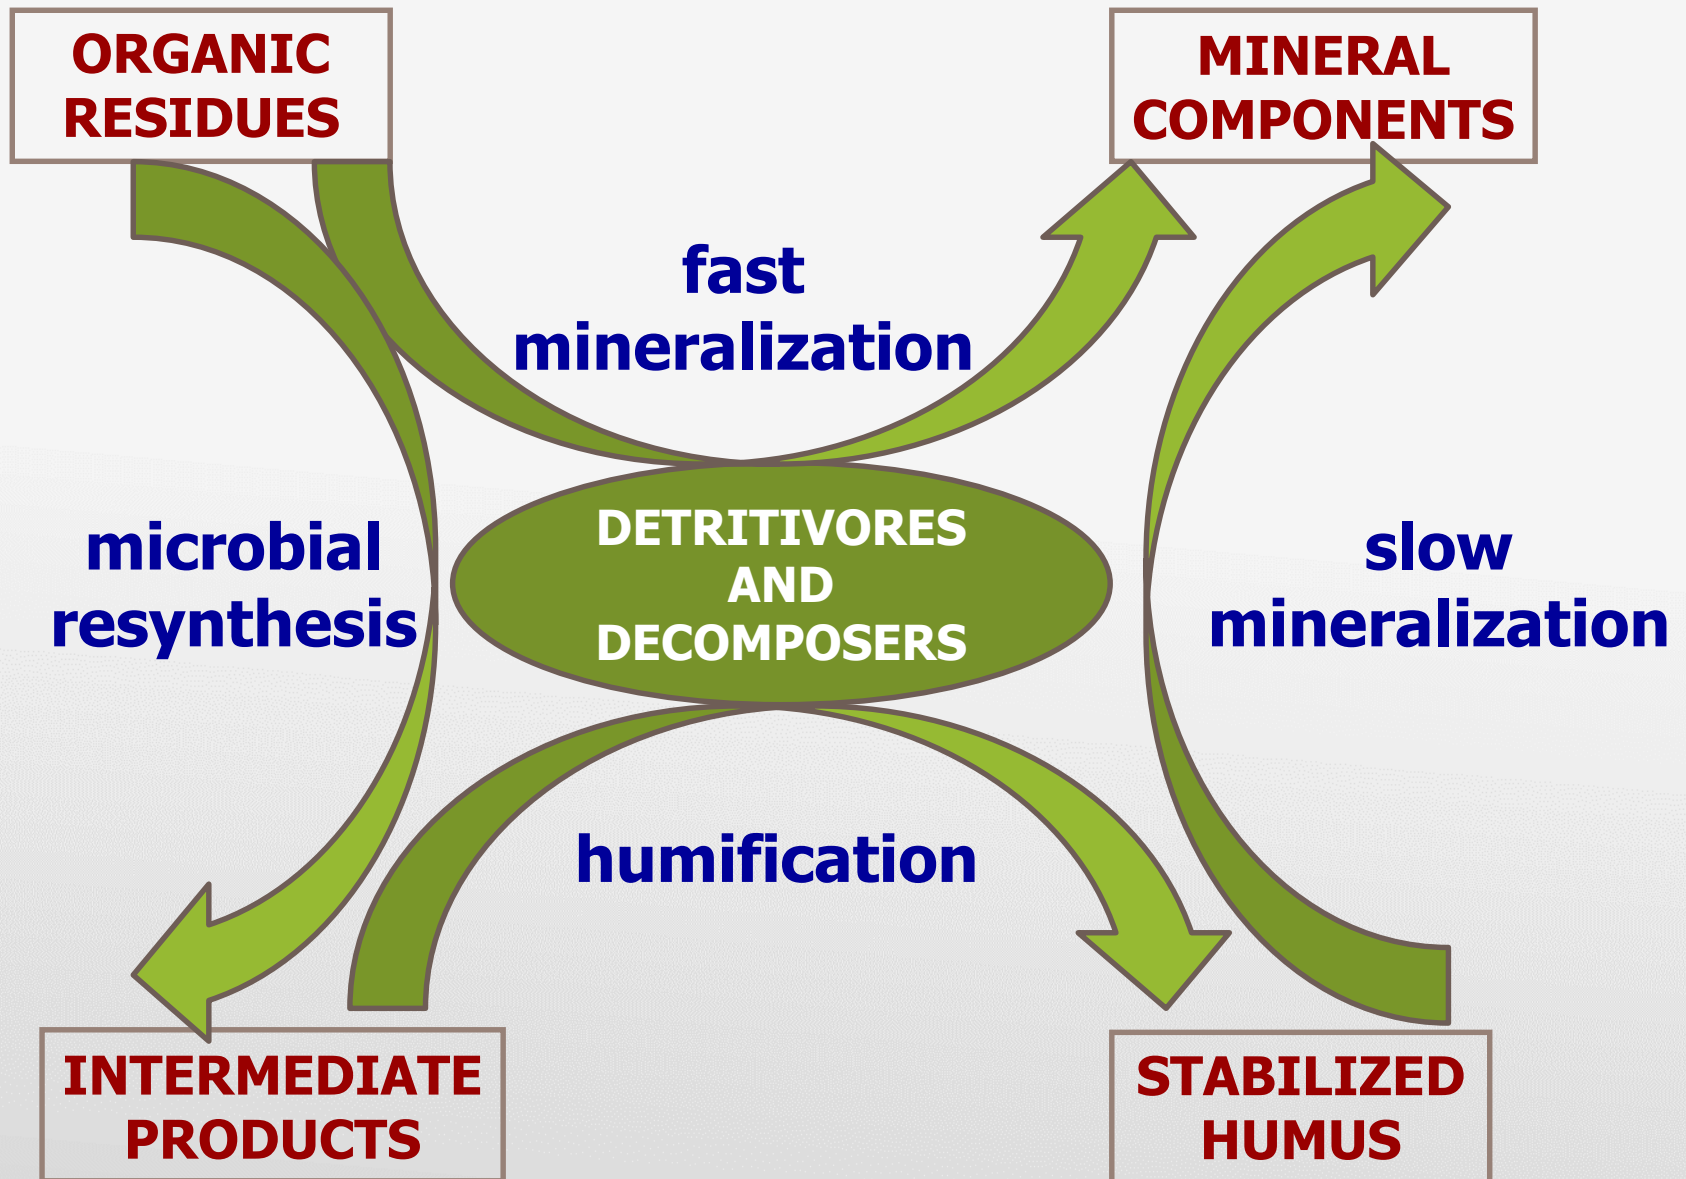 ORGANIC
RESIDUES
MINERAL
COMPONENTS
fast
mineralization
microbial
resynthesis
DETRITIVORES
AND
DECOMPOSERS
slow
mineralization
humification
INTERMEDIATE
PRODUCTS
STABILIZED
HUMUS